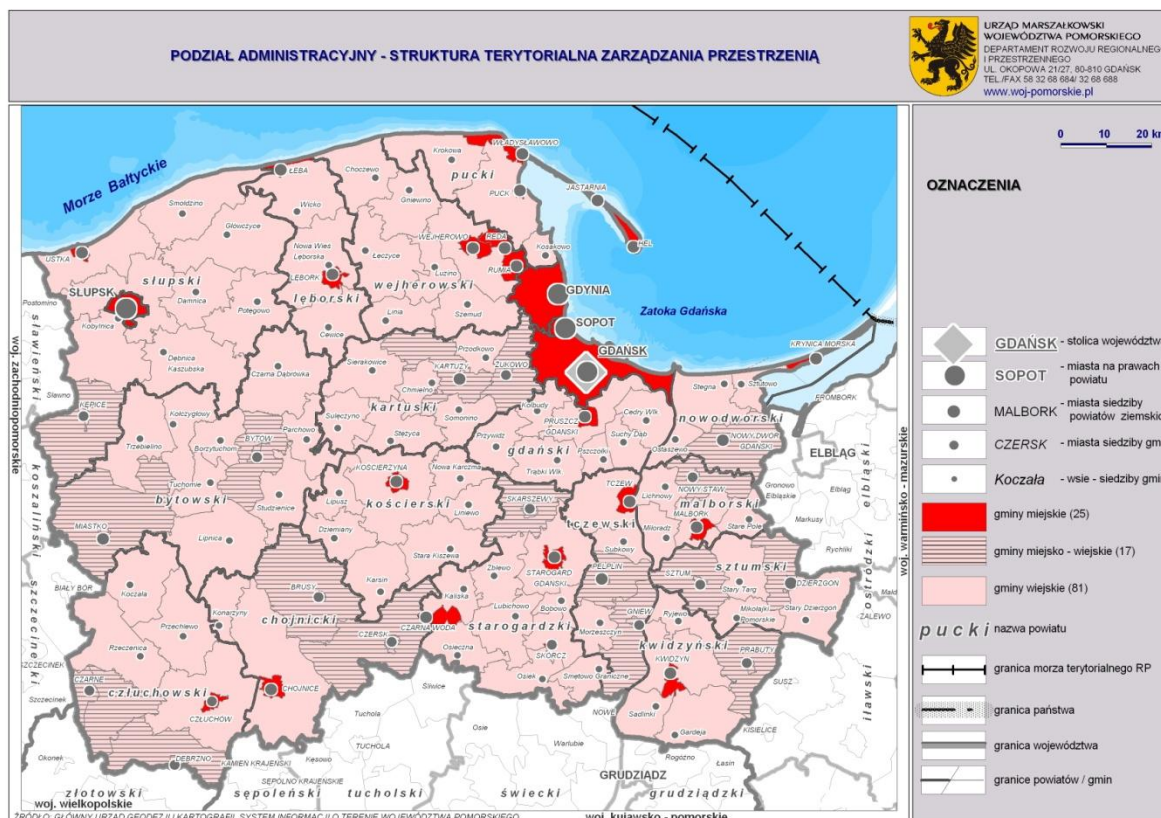 PODZIAŁ ADMINISTRACYJNY - STRUKTURA TERYTORIALNA ZARZĄDZANIA PRZESTRZENIĄ
URZĄD MARSZAŁKOWSKI
WOJEWÓDZTWA POMORSKIEGO
DEPARTAMENT ROZWOJU REGIONALNEGO
I PRZESTRZENNEGO
UL. OKOPOWA 21/27, 80-810 GDAŃSK
TEL./FAX 58 32 68 684/ 32 68 688
www.woj-pomorskie.pl
0 10 20 km
OZNACZENIA
GDAŃSK - stolica województwa
SOPOT - miasta na prawach
powiatu
MALBORK - miasta siedziby
powiatów ziemskich
CZERSK - miasta siedziby gm
Koczała - wsie - siedziby gmin
gminy miejskie (25)
gminy miejsko - wiejskie (17)
gminy wiejskie (81)
pucki nazwa powiatu
granica morza terytorialnego RP
granica państwa
granica województwa
granice powiatów / gmin
Morze Bałtyckie
Zatoka Gdańska
WŁADYSŁAWOWO
Krokowa
pucki
ŁEBA
Choczewo
Gniewino
PUCK
JASTARNIA
HEL
Smołdzino
Wicko
Główczyce
USTKA
Nowa Wieś
Lęborska
LĘBORK
lęborski
Łęczyce
WEJHEROWO
REDA
RUMIA
Kosakowo
Luzino
wejherowski
Szemud
Linia
GDYNIA
SOPOT
GDAŃSK
słupski
SŁUPSK
Damnica
Potęgowo
Kobylnica
Postomino
Cewice
Dębnica
Kaszubska
Czarna Dąbrówka
Sierakowice
Przodkowo
KARTUZY
ŻUKOWO
Chmielno
kartuski
Somonino
Sulęczyno
Stężyca
Kolbudy
PRUSZCZ
GDAŃSKI
Przywidz
gdański
Cedry Wlk
Suchy Dąb
Pszczółki
Trąbki Wlk
KRYNICA MORSKA
Stegna
Sztutowo
nowodworski
NOWY DWÓR
GDAŃSKI
Ostaszewo
FROMBORK
ELBLĄG
Sławno
KĘPICE
Kołczygłowy
Trzebielino
Borzytuchom
BYTÓW
Parchowo
Tuchomie
bytowski
Studzienice
MIASTKO
Lipnica
KOŚCIERZYNA
Nowa Karczma
Lipusz
kościerski
Liniewo
Dziemiany
Stara Kiszewa
Karsin
SKARSZEWY
TCZEW
tczewski
Subkowy
Lichnowy
NOWY STAW
malborski
MALBORK
Miłoradz
Stare Pole
Gronowo
Elbląskie
Elbląg
Markusy
Rychliki
STAROGARD
GDAŃSKI
Zblewo
Kaliska
Lubichowo
Bobowo
starogardzki
Osieczna
SKÓRCZ
Osiek
Smętowo Graniczne
PELPLIN
Morzeszczyn
GNIEW
SZTUM
sztumski
DZIERZGOŃ
Stary Targ
Mikołajki
Pomorskie
Stary Dzierzgoń
ZALEWO
Ryjewo
kwidzyński
KWIDZYN
PRABUTY
Sadlinki
Gardeja
SUSZ
KISIELICE
BIAŁY BÓR
Koczała
Konarzyny
Przechlewo
Rzeczenica
CZARNE
człuchowski
CZŁUCHÓW
DEBRZNO
BRUSY
chojnicki
CHOJNICE
CZERSK
CZARNA WODA
SZCZECINEK
Szczecinek
Okonek
KAMIEŃ KRAJEŃSKI
SĘPÓLNO KRAJEŃSKIE
Kęsowo
Tuchola
TUCHOLA
Śliwice
Osie
Warlubie
NOWE
Rogóźno
Łasin
GRUDZIĄDZ
złotowski
sępoleński
tucholski
świecki
grudziądzki
sławieński
koszaliński
szczecinecki
elbląski
ostródzki
iławski
woj. zachodniopomorskie
woj. warmińsko - mazurskie
woj. wielkopolskie
woj. kujawsko - pomorskie
ŹRÓDŁO: GŁÓWNY URZĄD GEODEZJI I KARTOGRAFII, SYSTEM INFORMACJI O TERENIE WOJEWÓDZTWA POMORSKIEGO